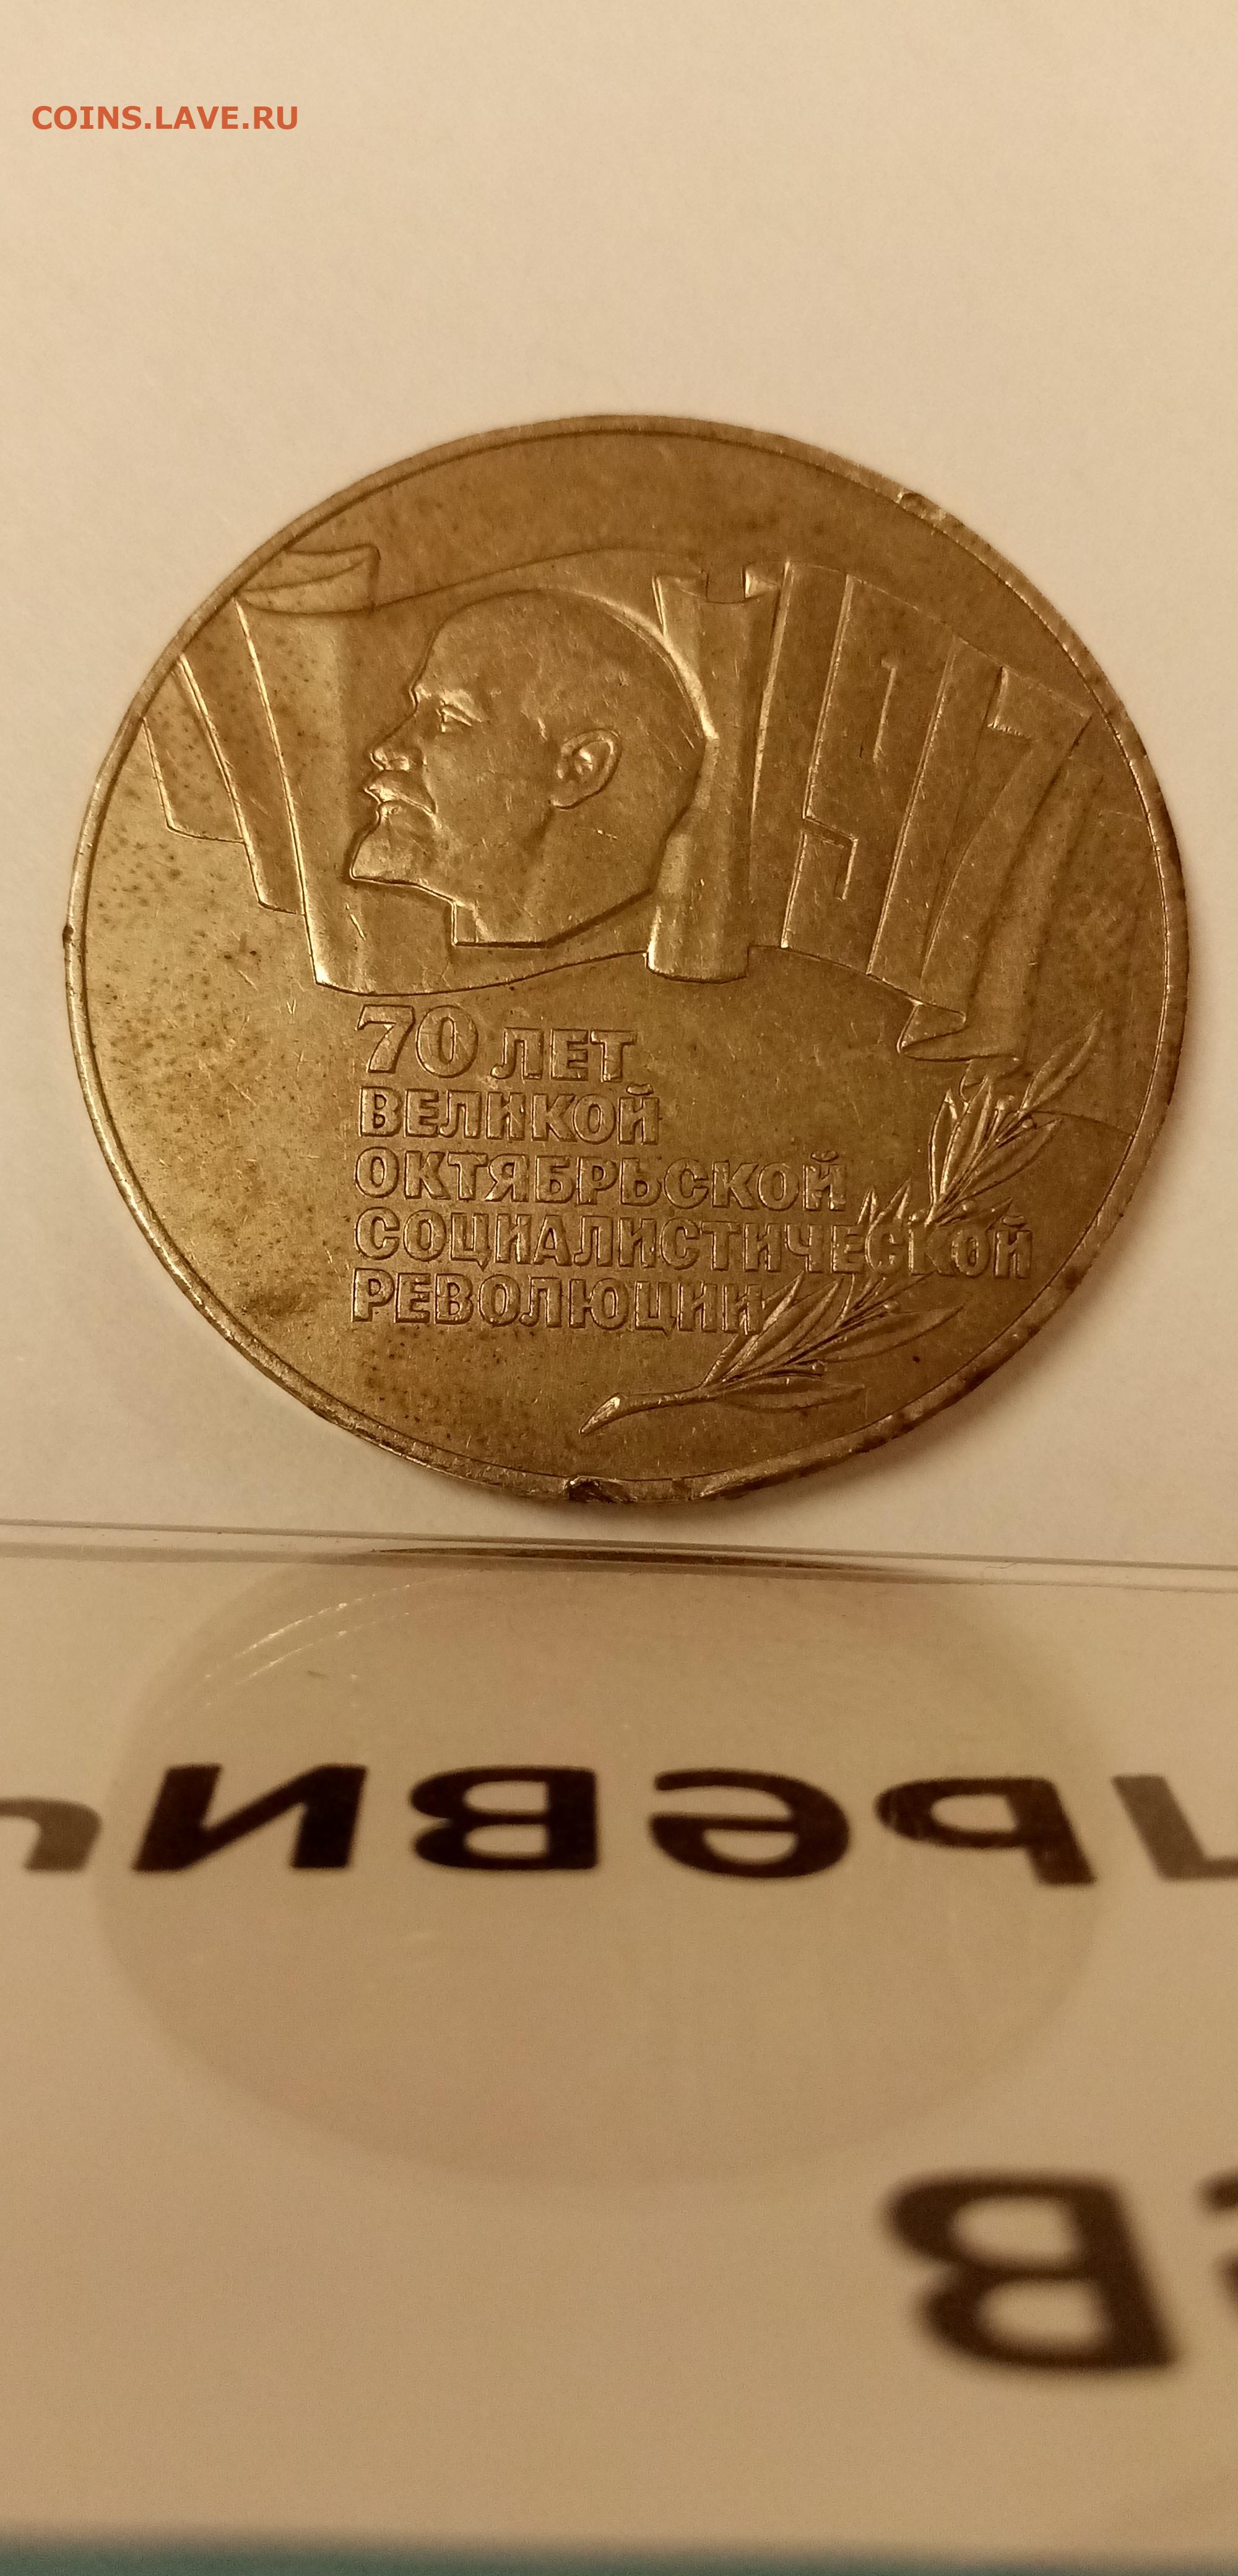 COINS.LAVE.RU
1917
70 ЛЕТ
ВЕЛИКОЙ
ОКТЯБРЬСКОЙ
СОЦИАЛИСТИЧЕСКОЙ
РЕВОЛЮЦИИ